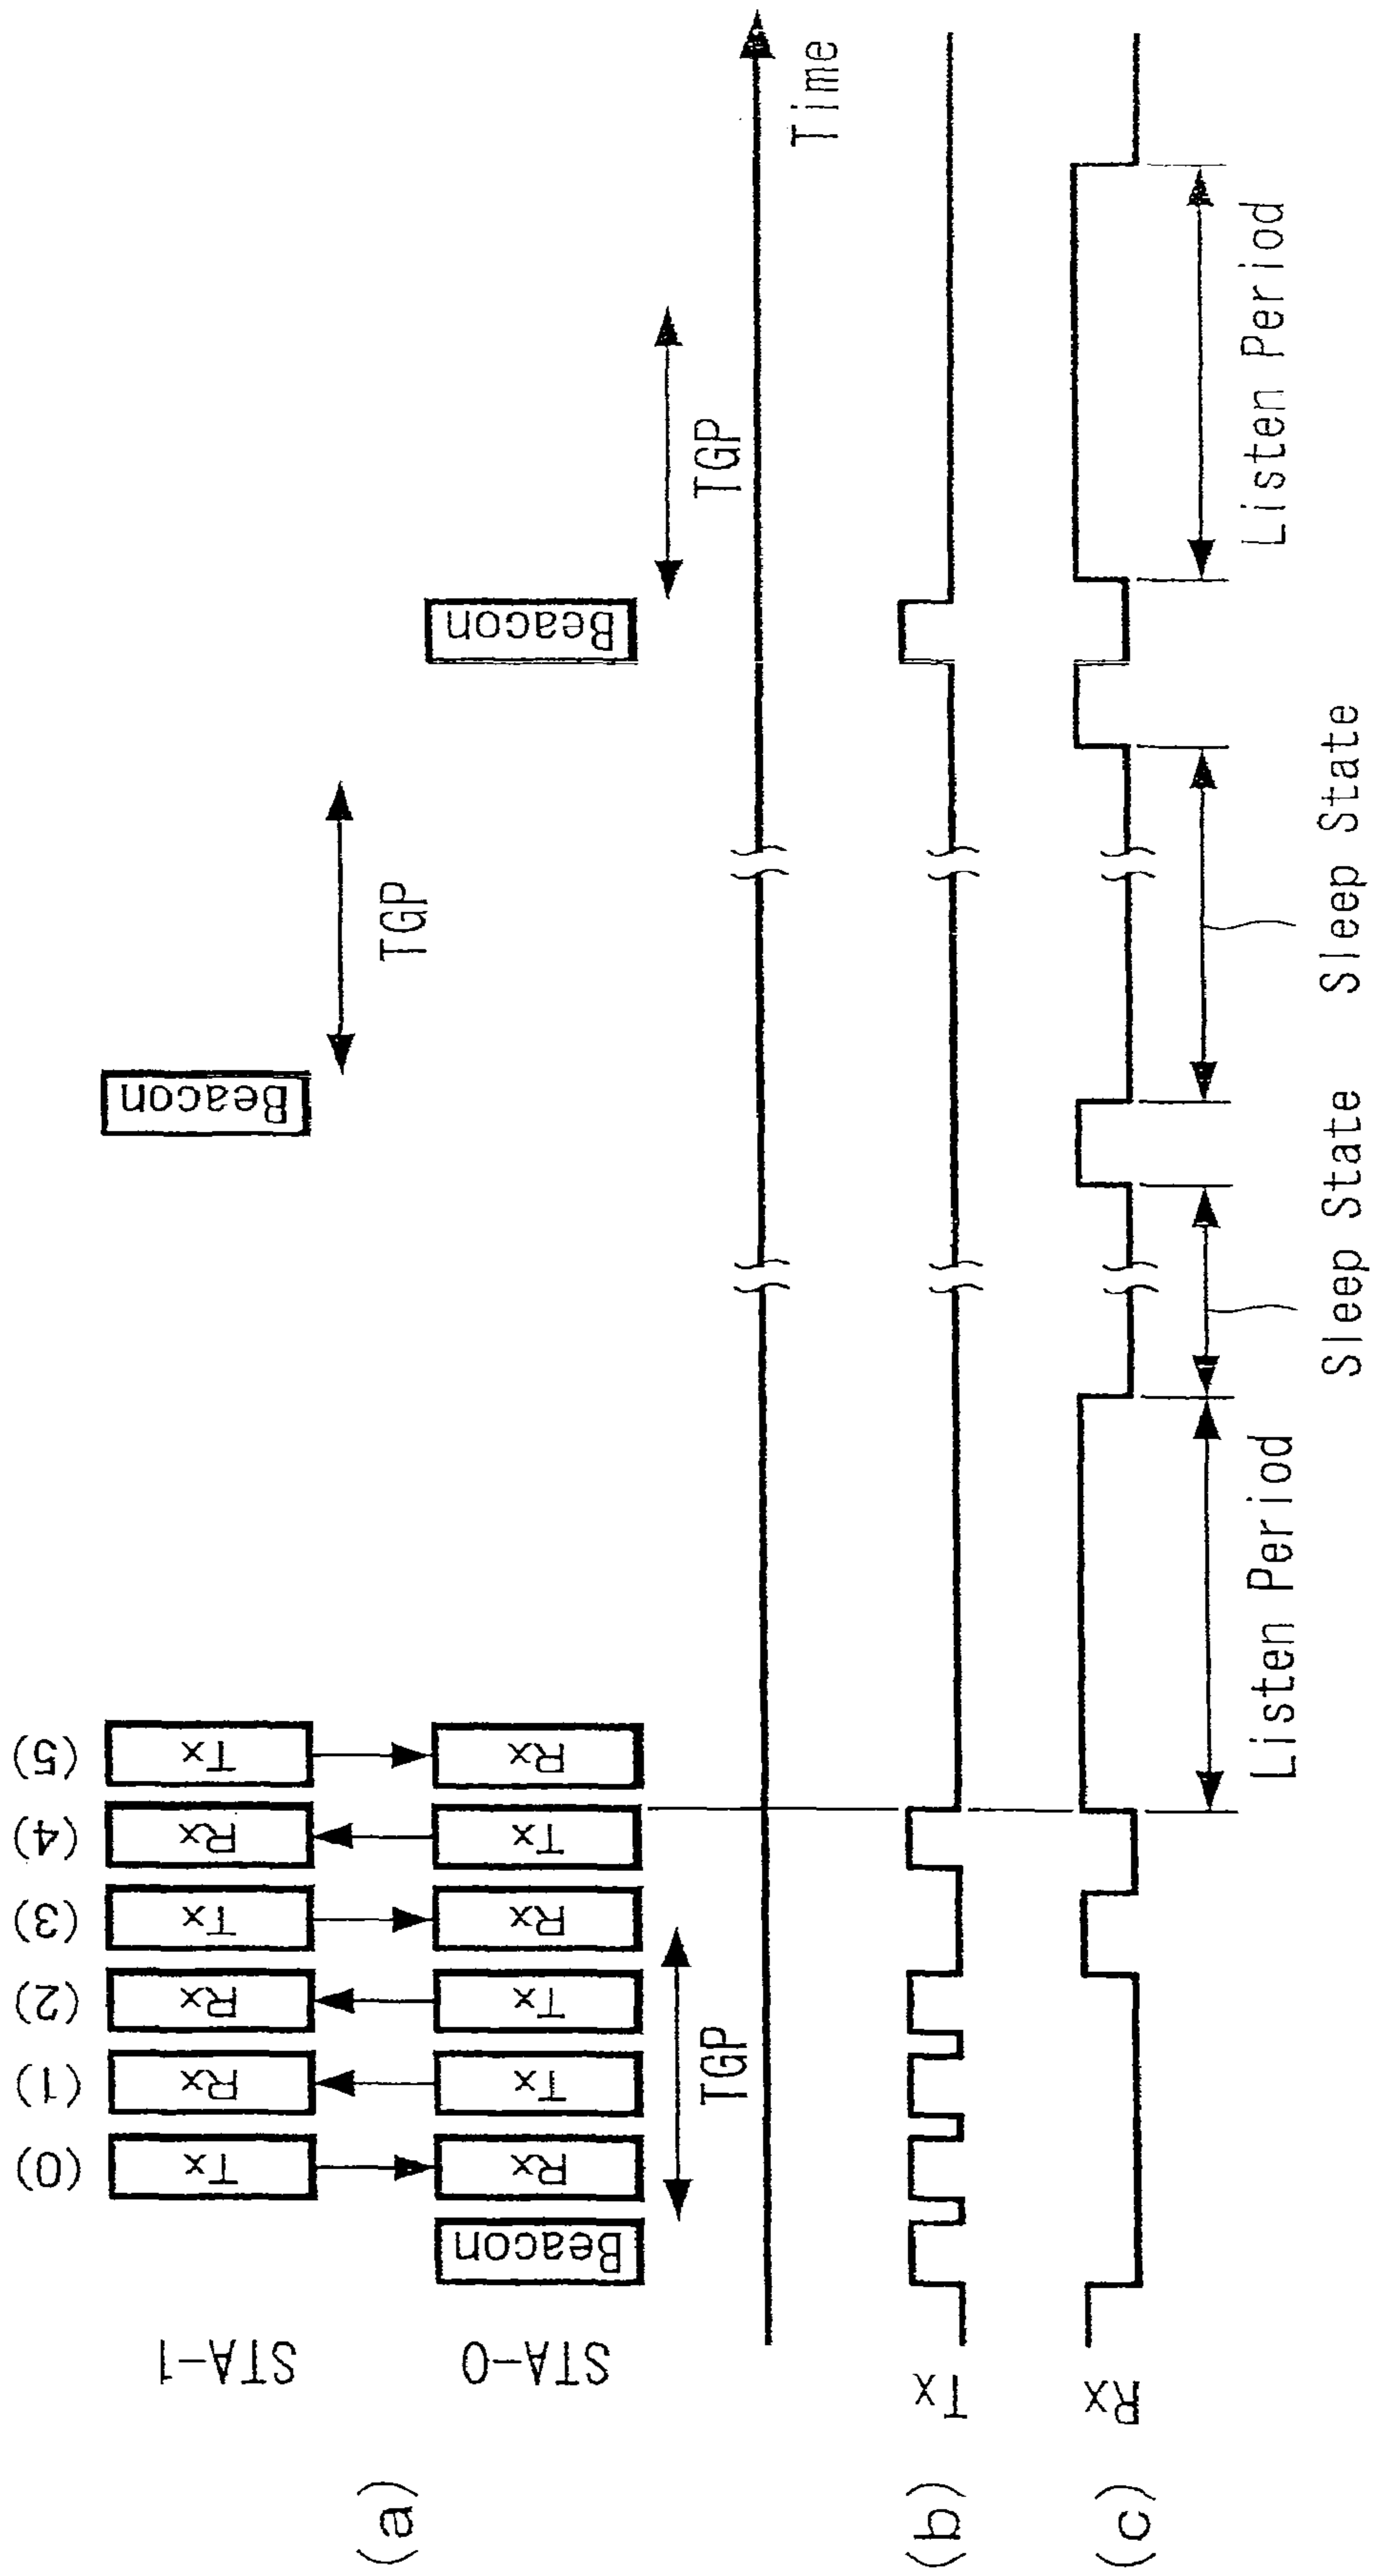 (0) (1) (2) (3) (4) (5)
STA-1 Tx Rx Rx Tx Rx Tx Beacon
TGP
(a)
STA-0 Beacon Rx Tx Tx Rx Tx Rx Beacon
TGP TGP
Time
(b) Tx
(c) Rx
Listen Period Listen Period
Sleep State Sleep State